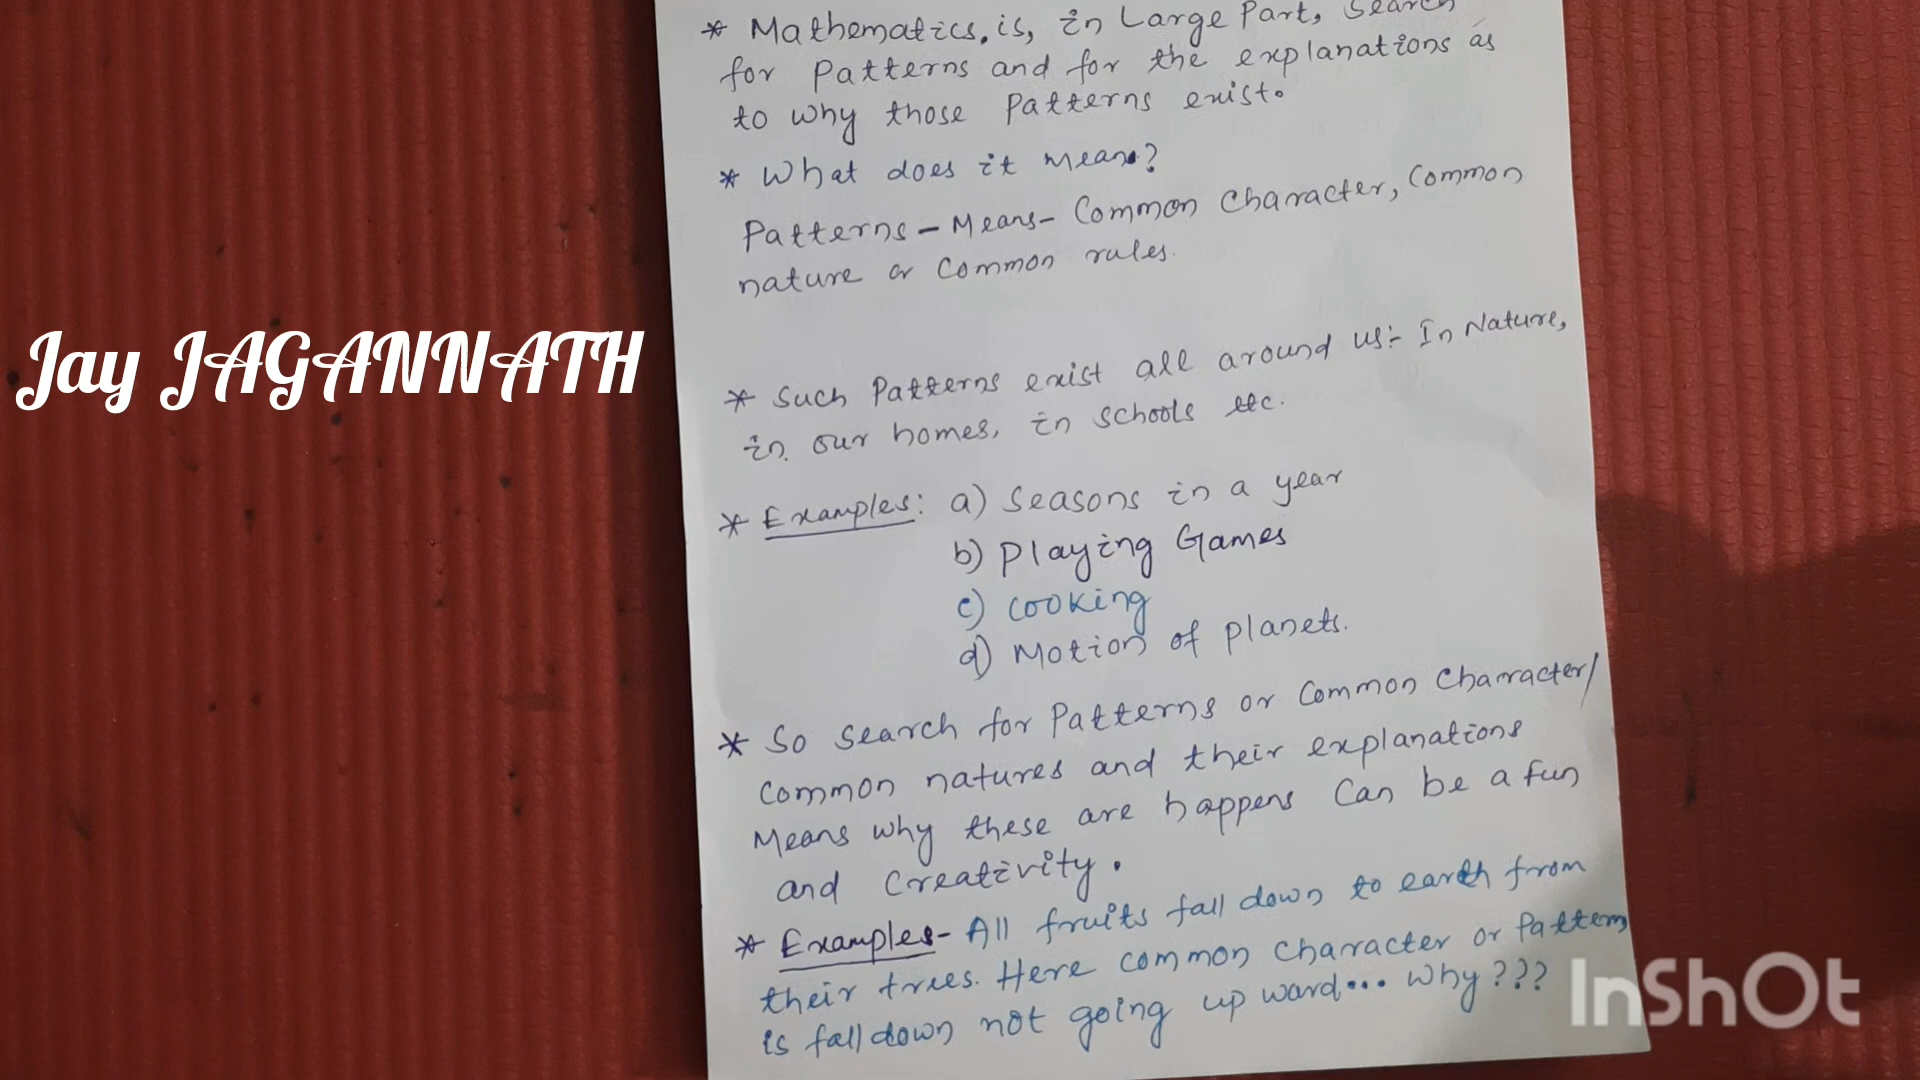 * Mathematics, is, in Large Part, Search
for Patterns and for the explanations as
to why those Patterns exist.
* What does it mean?
Patterns - Means - Common Character, Common
nature or Common rules.
Jay JAGANNATH
* Such Patterns exist all around us:- In Nature,
in our homes, in schools etc.
* Examples: a) Seasons in a year
b) Playing Games
c) Cooking
d) Motion of planets.
* So search for Patterns or Common Character/
Common natures and their explanations
Means why these are happens Can be a fun
and Creativity.
* Examples- All fruits fall down to earth from
their trees. Here common Character or Pattern
is fall down not going up ward... Why???
InShOt